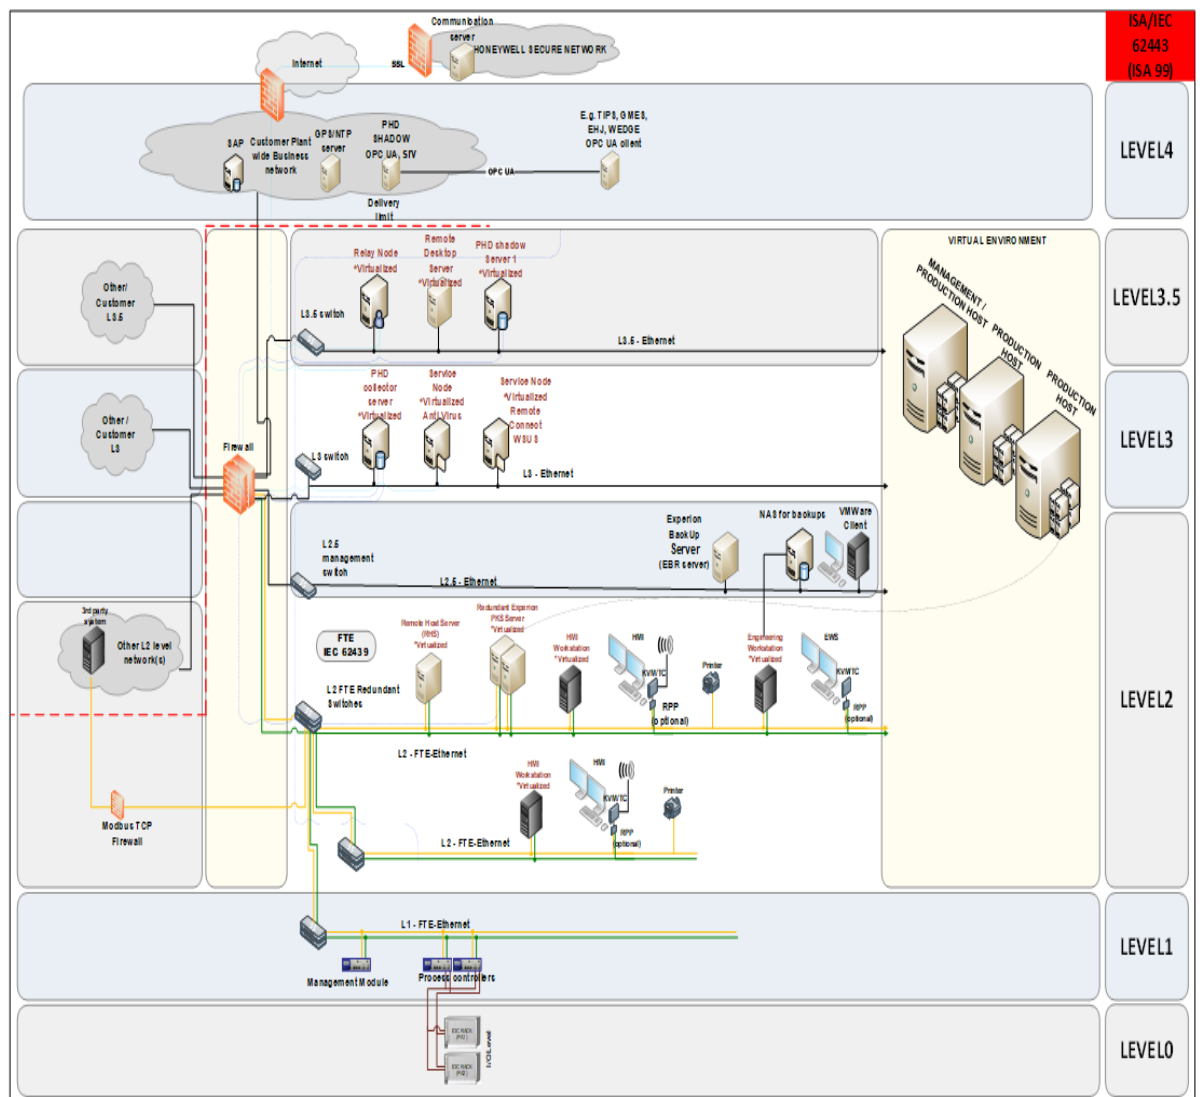 ISA/IEC
62443
(ISA 99)
Communication
server
HONEYWELL SECURE NETWORK
Internet
SSL
LEVEL4
SAP
Customer Plant
wide Business
network
GPS/NTP
server
PHD
SHADOW
OPC UA, SIV
E.g. TIPS, GMES,
EHJ, WEDGE
OPC UA client
OPC UA
Delivery
limit
LEVEL3.5
Other/
Customer
L3.5
L3.5 switch
Relay Node
*Virtualized
Remote
Desktop
Server
*Virtualized
PHD shadow
Server 1
*Virtualized
L3.5 - Ethernet
VIRTUAL ENVIRONMENT
MANAGEMENT /
PRODUCTION HOST
PRODUCTION
HOST
PRODUCTION
HOST
LEVEL3
Other /
Customer
L3
Firewall
L3 switch
PHD
collector
server
*Virtualized
Service
Node
*Virtualized
Anti Virus
Service Node
*Virtualized
Remote
Connect
WSUS
L3 - Ethernet
LEVEL2
L2.5
management
switch
L2.5 - Ethernet
Experion
BackUp
Server
(EBR server)
NAS for backups
VMWare
Client
3rd party
system
Other L2 level
network(s)
FTE
IEC 62439
Remote Host Server
(RHS)
*Virtualized
Redundant Experion
PKS Server
*Virtualized
HMI
Workstation
*Virtualized
HMI
KVM/TC
RPP
(optional)
Printer
Engineering
Workstation
*Virtualized
EWS
KVM/TC
RPP
(optional)
L2 FTE Redundant
Switches
L2 - FTE-Ethernet
HMI
Workstation
*Virtualized
HMI
KVM/TC
RPP
(optional)
Printer
L2 - FTE-Ethernet
Modbus TCP
Firewall
LEVEL1
L1 - FTE-Ethernet
Management Module
Process controllers
LEVEL0
I/O Level